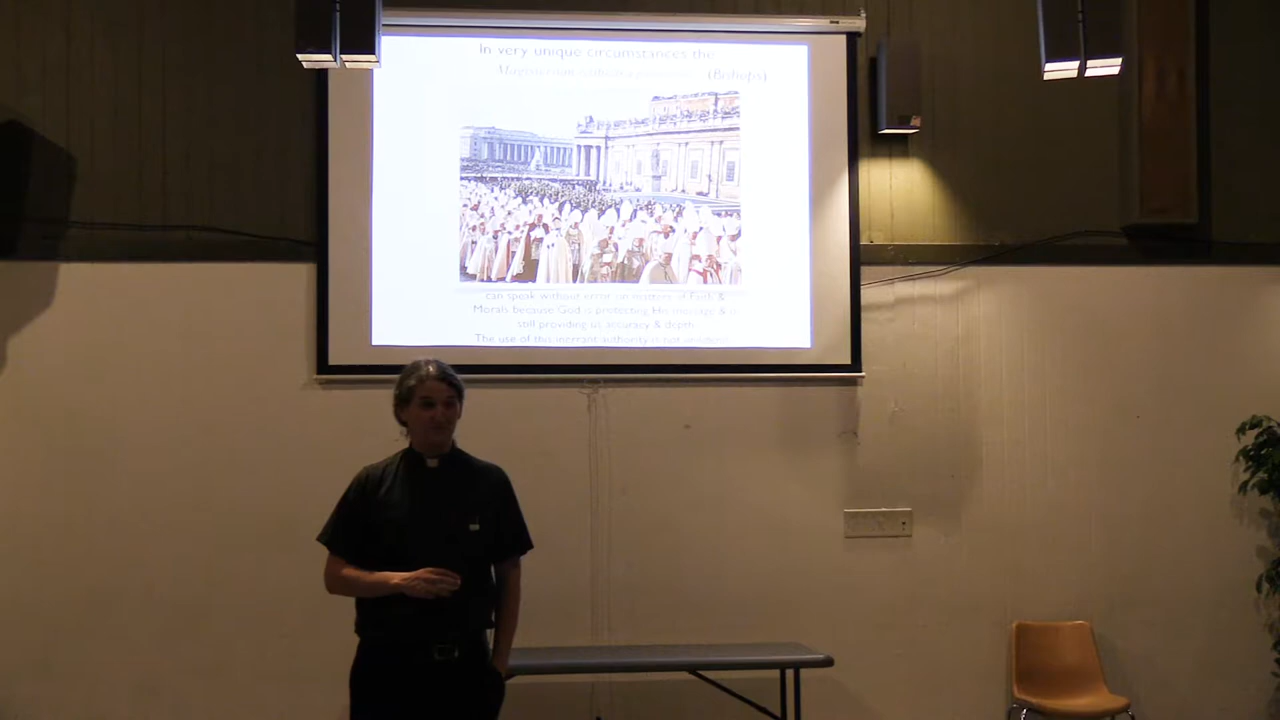 In very unique circumstances the
(Bishops)
can speak without error on matters of Faith &
Morals because God is protecting His message &
still providing us accuracy & depth
The use of this inerrant authority is not